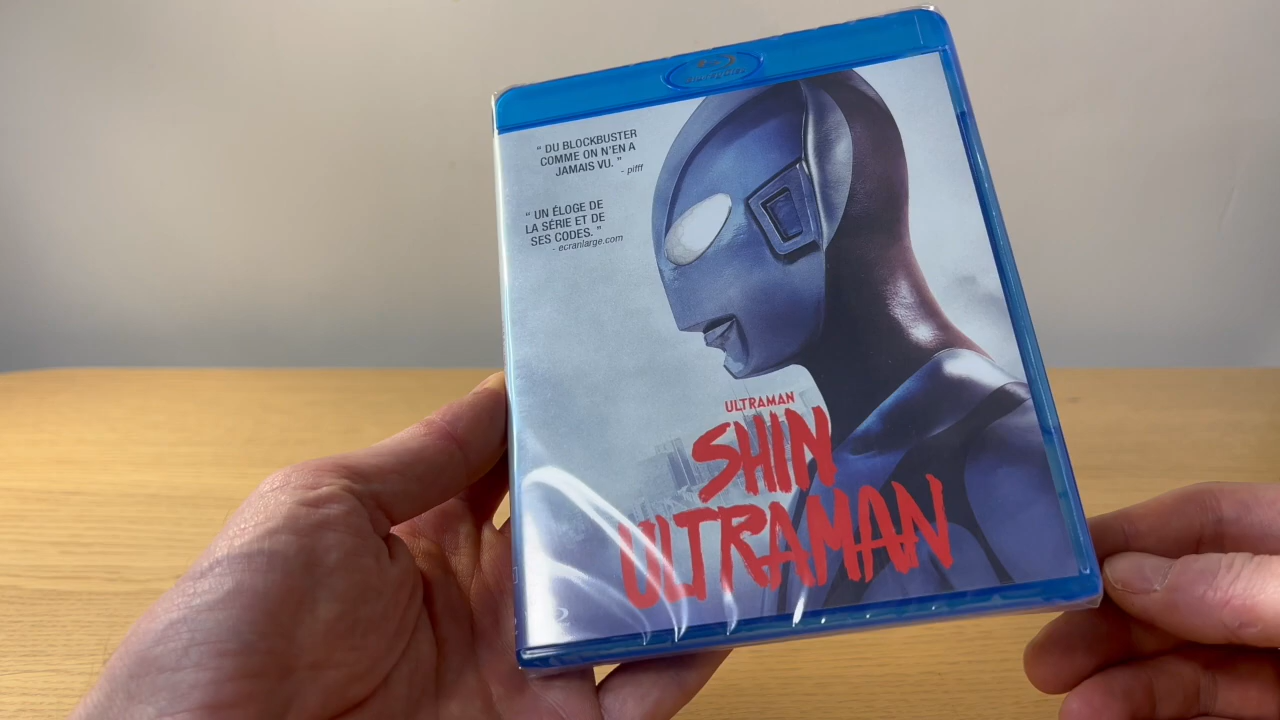 “ DU BLOCKBUSTER
COMME ON N'EN A
JAMAIS VU. ”
- pifff
“ UN ÉLOGE DE
LA SÉRIE ET DE
SES CODES. ”
- ecranlarge.com
ULTRAMAN
SHIN
ULTRAMAN